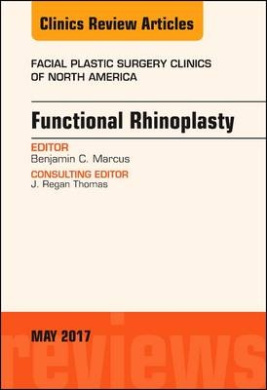 Clinics Review Articles
FACIAL PLASTIC SURGERY CLINICS
OF NORTH AMERICA
Functional Rhinoplasty
EDITOR
Benjamin C. Marcus
CONSULTING EDITOR
J. Regan Thomas
MAY 2017
reviews